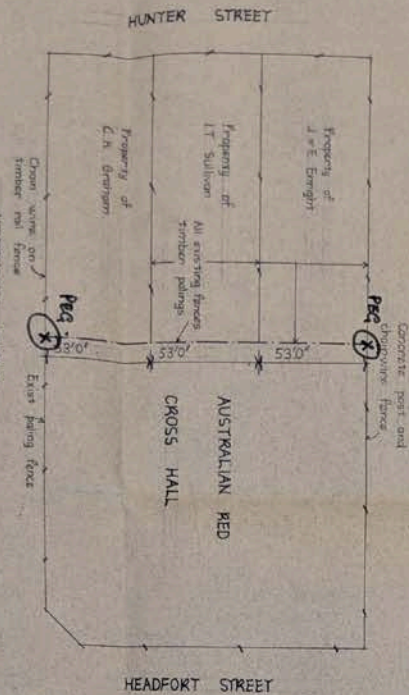 HUNTER STREET
Property of
G. K. Braham.
Property of
I.T Sullivan
Property of
J & E Enright
All existing fences
timber palings
Chain wire on
timber rail fence
Concrete post and
chainwire fence
PEG
PEG
53'0"
53'0"
53'0"
Exist paling fence
AUSTRALIAN RED
CROSS HALL
HEADFORT STREET